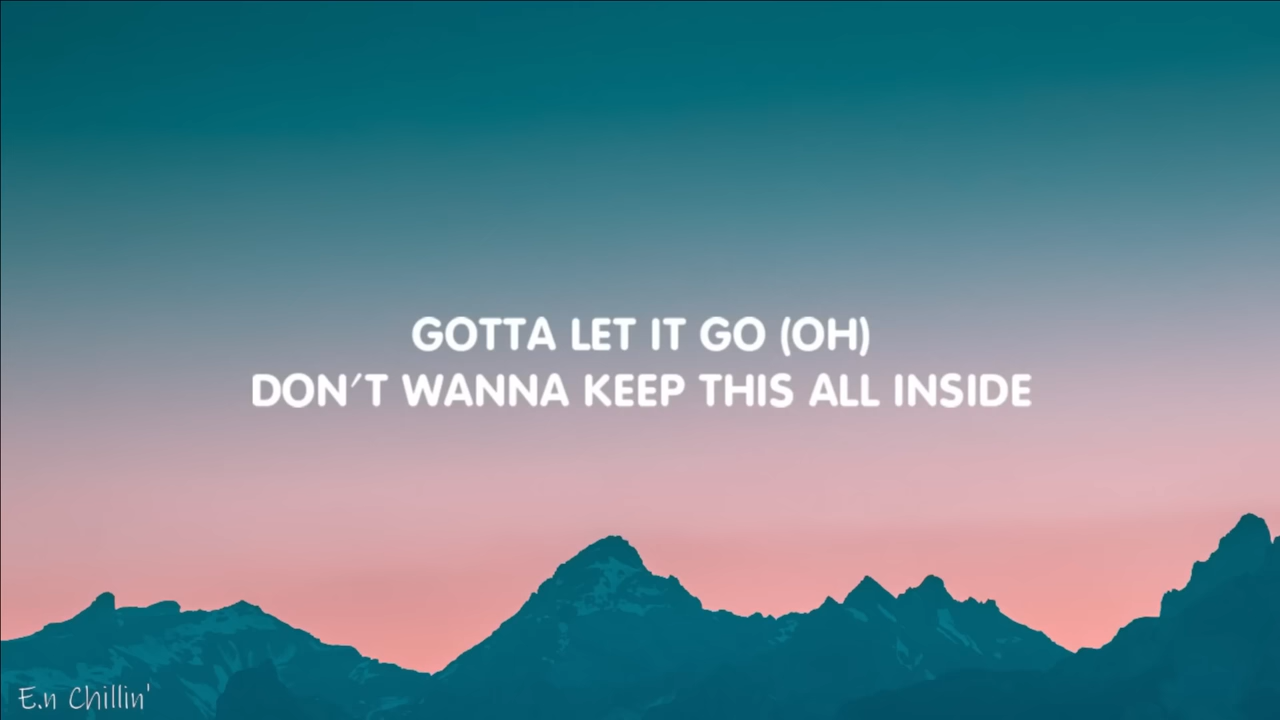 GOTTA LET IT GO (OH)
DON'T WANNA KEEP THIS ALL INSIDE
E.n Chillin'